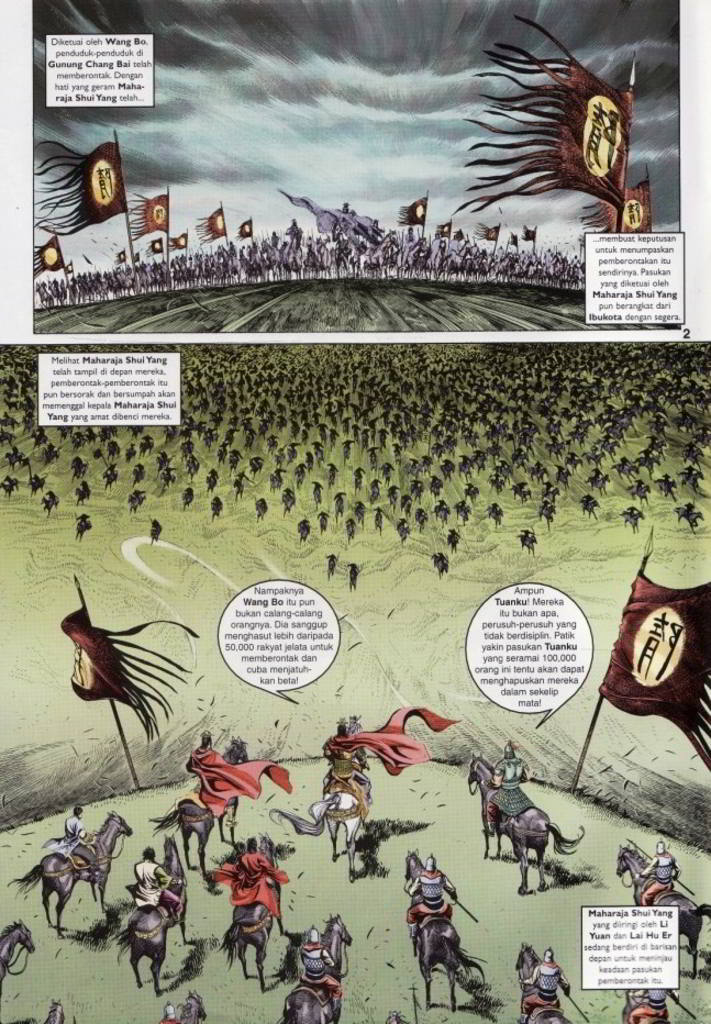 Diketuai oleh Wang Bo,
penduduk-penduduk di
Gunung Chang Bai telah
memberontak. Dengan
hati yang geram Maha-
raja Shui Yang telah...
...membuat keputusan
untuk menumpaskan
pemberontakan itu
sendirinya. Pasukan
yang diketuai oleh
Maharaja Shui Yang
pun berangkat dari
Ibukota dengan segera.
2
Melihat Maharaja Shui Yang
telah tampil di depan mereka,
pemberontak-pemberontak itu
pun bersorak dan bersumpah akan
memenggal kepala Maharaja Shui
Yang yang amat dibenci mereka.
Nampaknya
Wang Bo itu pun
bukan calang-calang
orangnya. Dia sanggup
menghasut lebih daripada
50,000 rakyat jelata untuk
memberontak dan
cuba menjatuh-
kan beta!
Ampun
Tuanku! Mereka
itu bukan apa,
perusuh-perusuh yang
tidak berdisiplin. Patik
yakin pasukan Tuanku
yang seramai 100,000
orang ini tentu akan dapat
menghapuskan mereka
dalam sekelip
mata!
Maharaja Shui Yang
yang diiringi oleh Li
Yuan dan Lai Hu Er
sedang berdiri di barisan
depan untuk meninjau
keadaan pasukan
pemberontak itu.